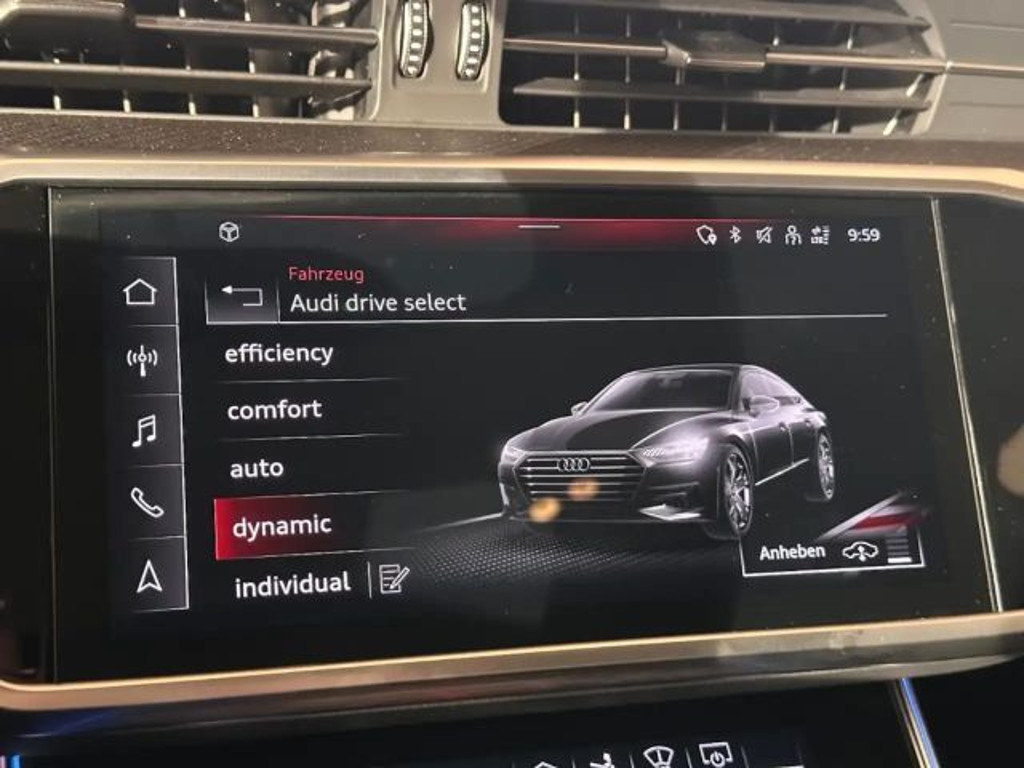 9:59
Fahrzeug
Audi drive select
efficiency
comfort
auto
dynamic
individual
Anheben